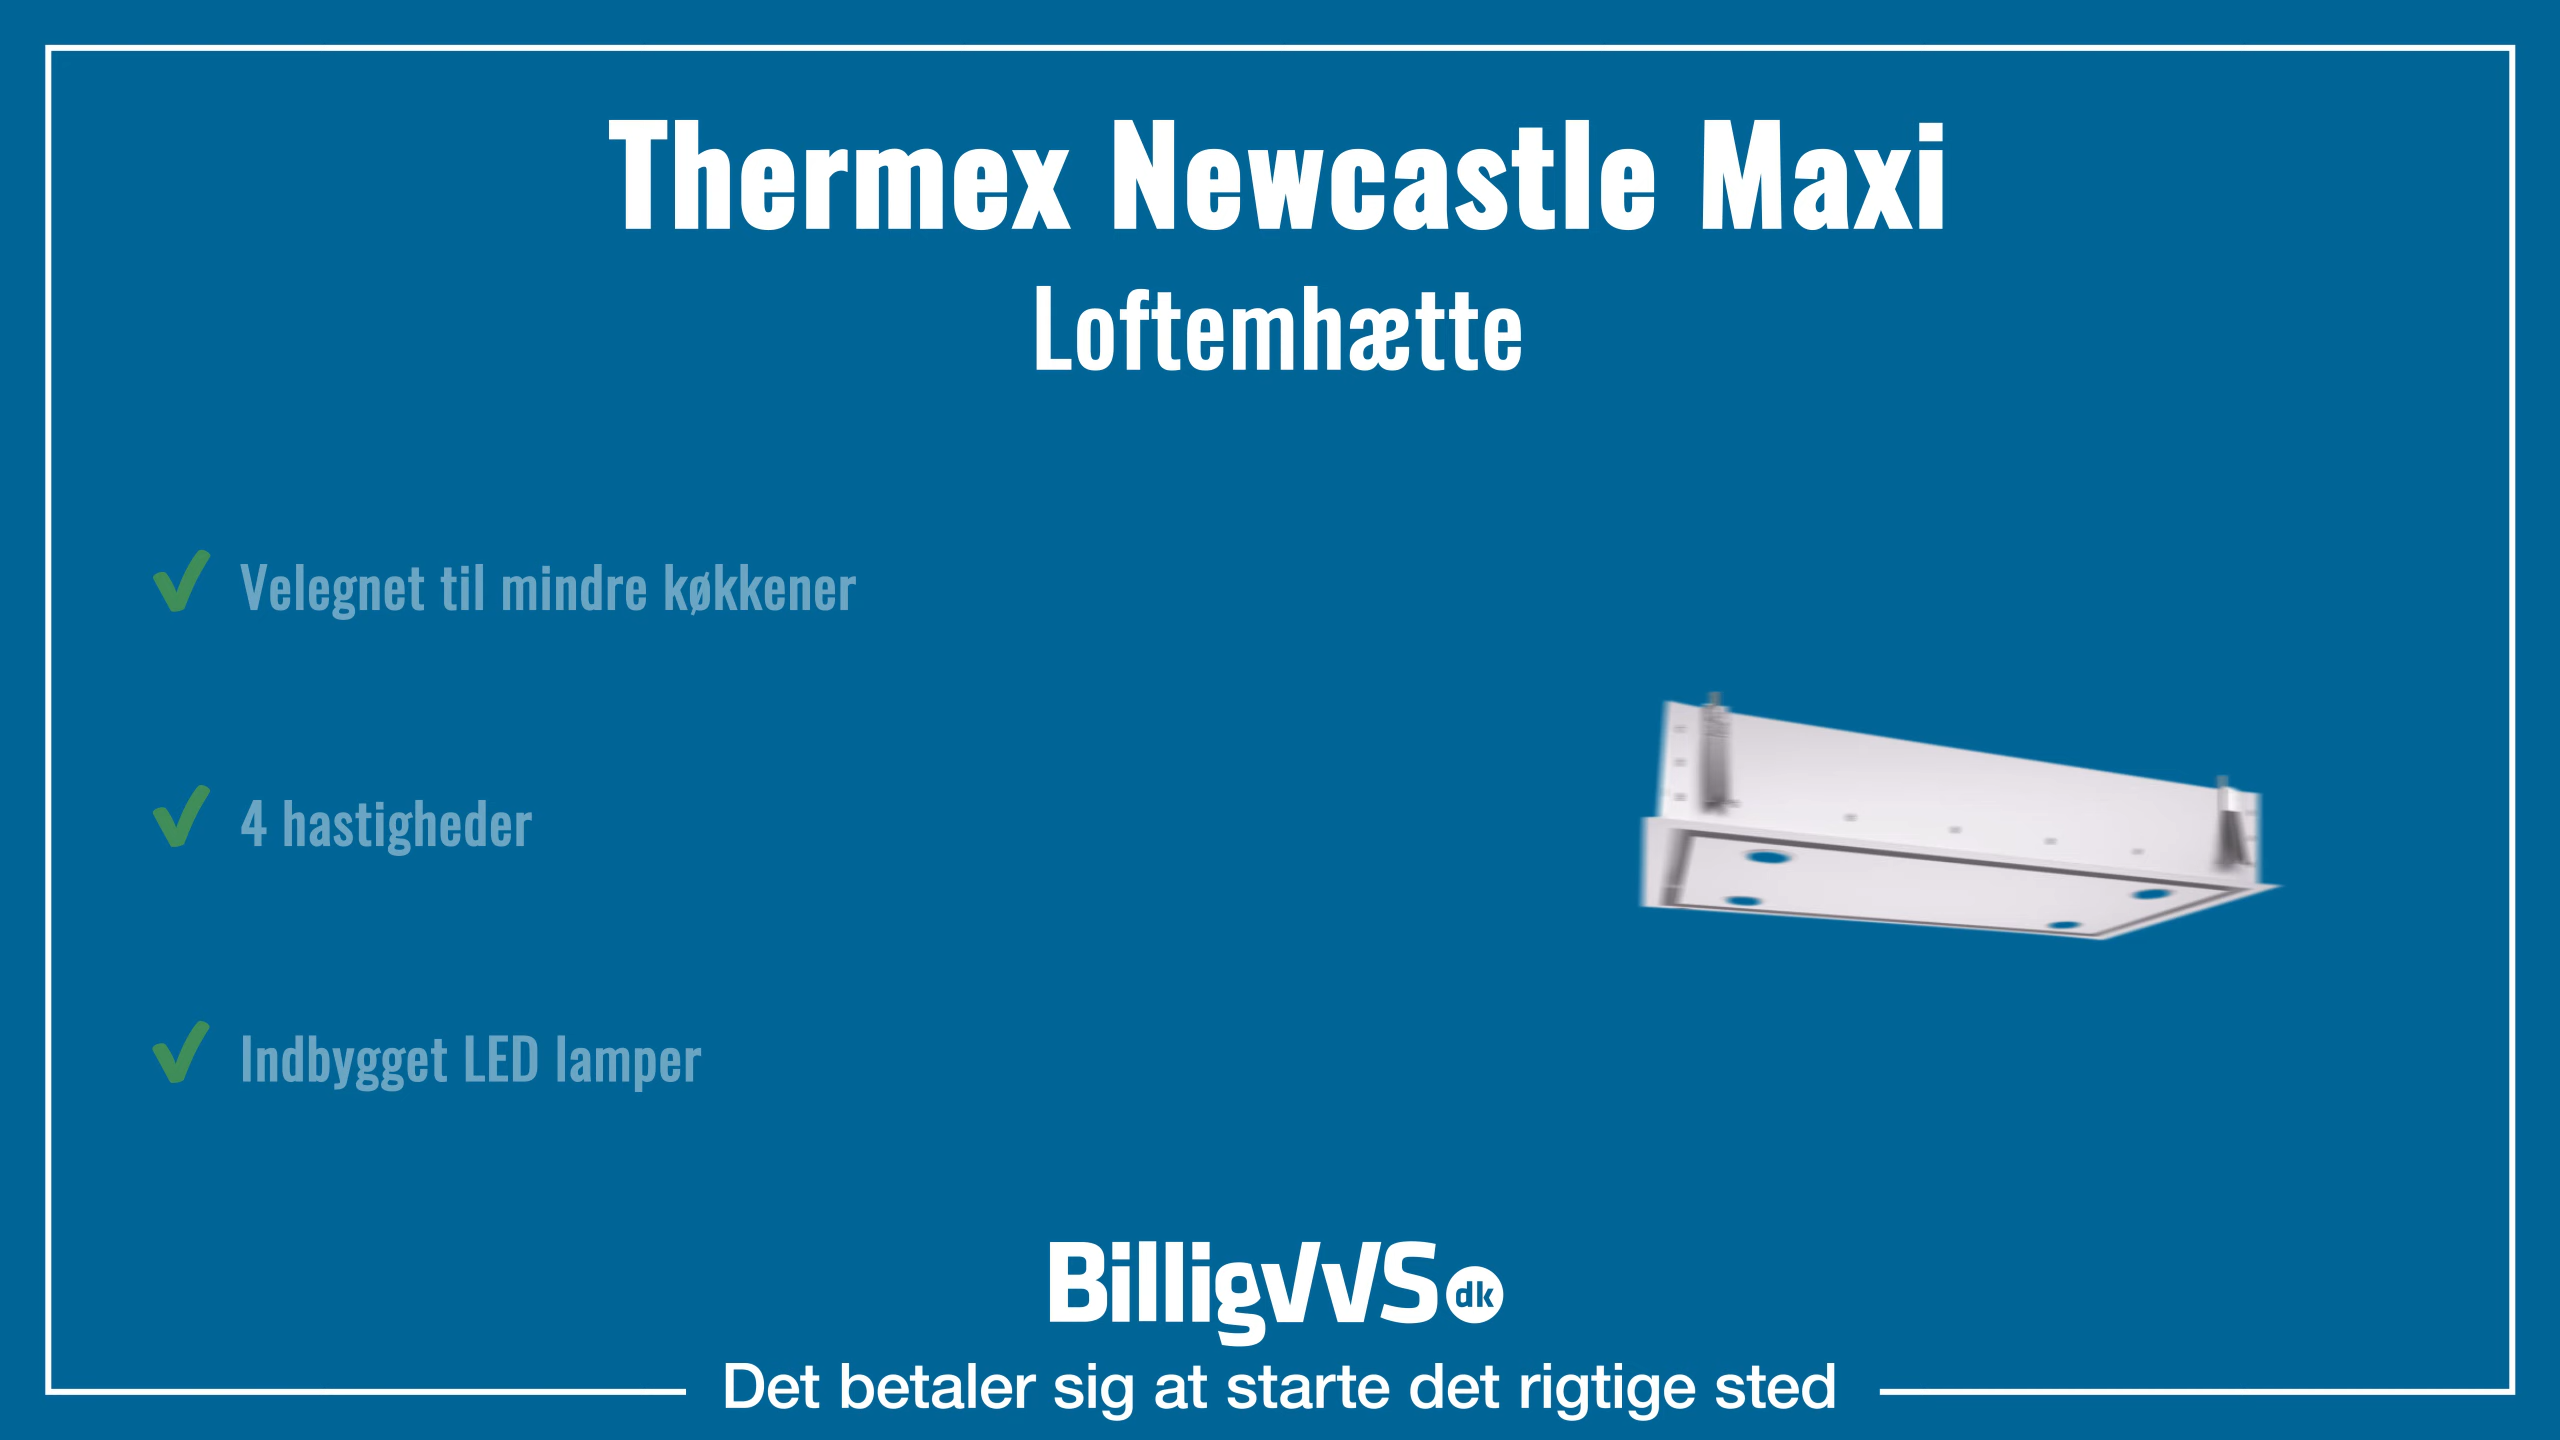 Thermex Newcastle Maxi
Loftemhætte
Velegnet til mindre køkkener
4 hastigheder
Indbygget LED lamper
BilligVVS dk
Det betaler sig at starte det rigtige sted